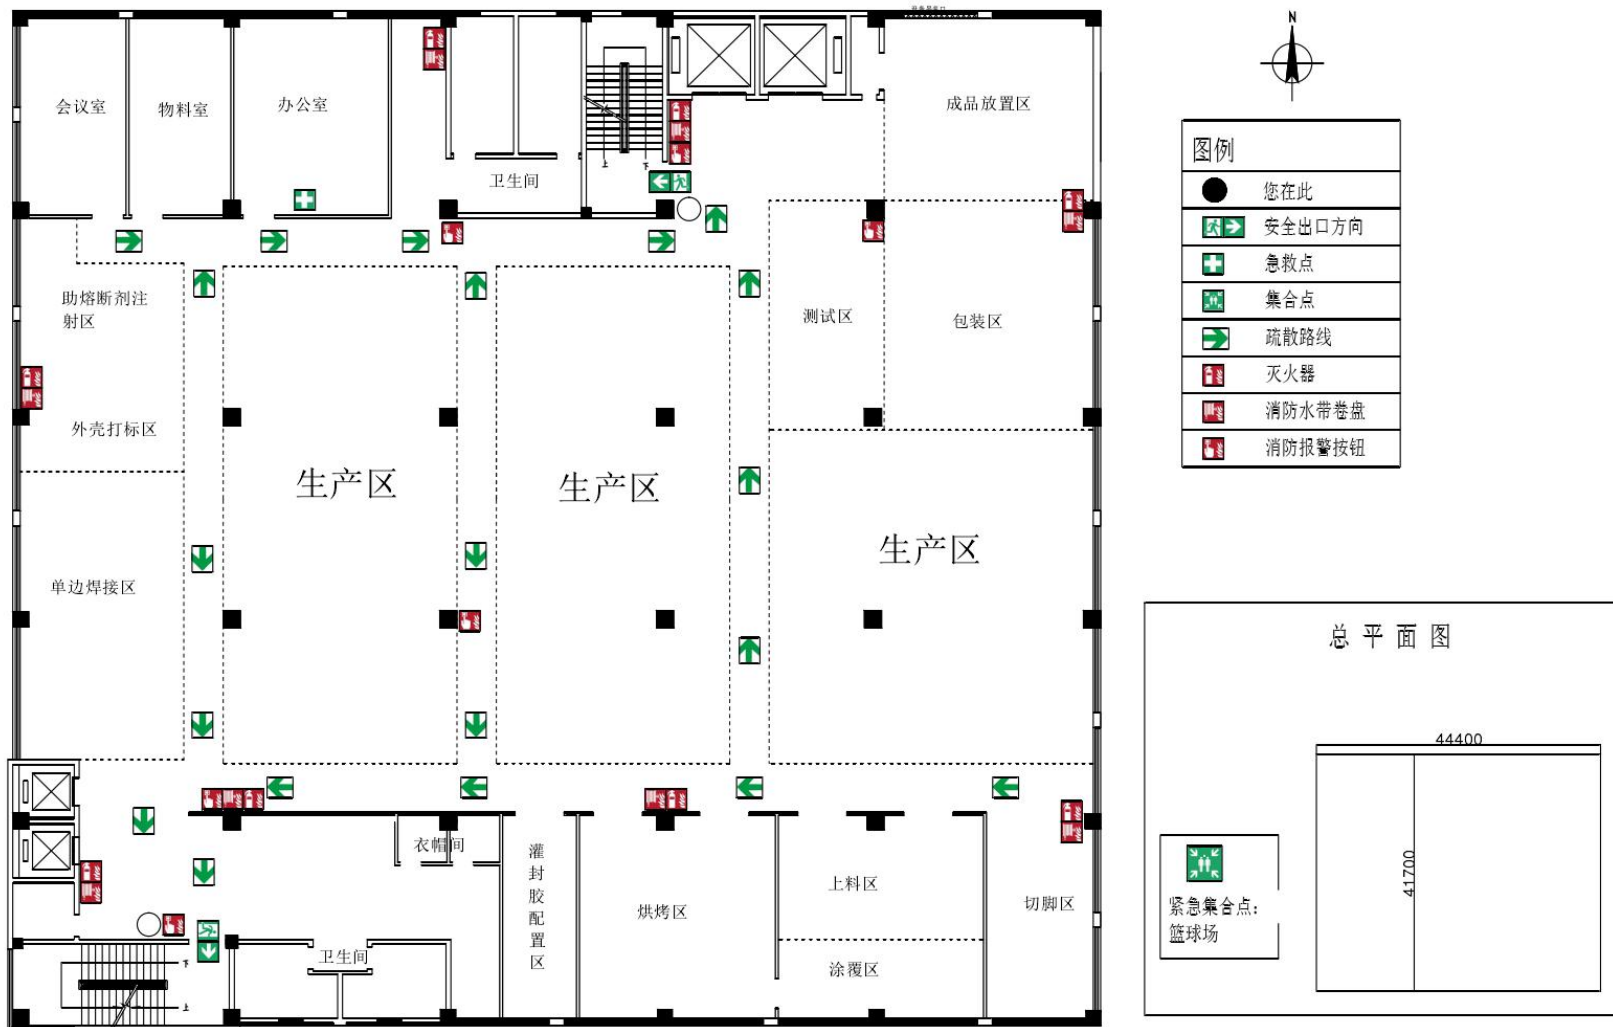 会议室
物料室
办公室
卫生间
上
下
成品放置区
助熔断剂注
射区
外壳打标区
测试区
包装区
生产区
生产区
生产区
单边焊接区
衣帽间
灌
封
胶
配
置
区
烘烤区
上料区
涂覆区
切脚区
卫生间
下
上
N
图例
您在此
安全出口方向
急救点
集合点
疏散路线
灭火器
消防水带卷盘
消防报警按钮
总平面图
44400
41700
紧急集合点:
篮球场